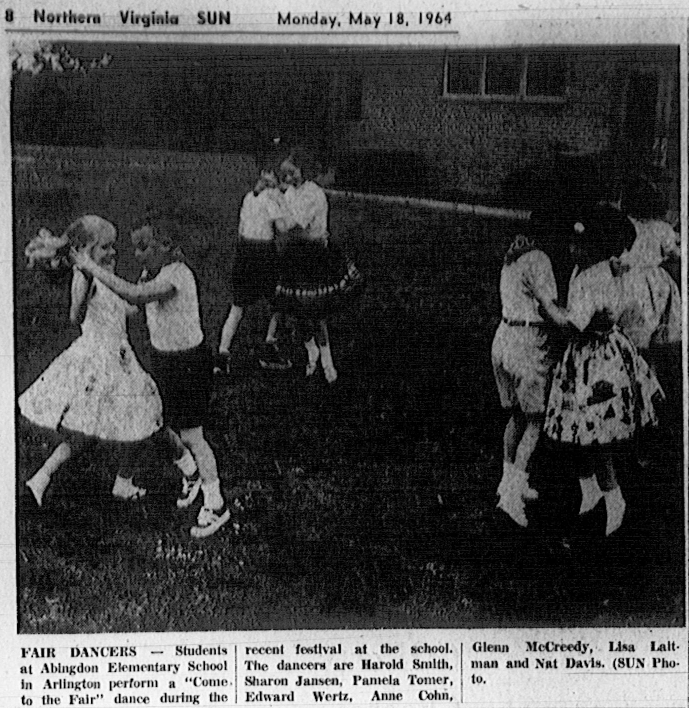 8 Northern Virginia SUN Monday, May 18, 1964
FAIR DANCERS — Students
at Abingdon Elementary School
in Arlington perform a "Come
to the Fair" dance during the
recent festival at the school.
The dancers are Harold Smith,
Sharon Jansen, Pamela Tomer,
Edward Wertz, Anne Cohn,
Glenn McCreedy, Lisa Lait-
man and Nat Davis. (SUN Pho-
to.